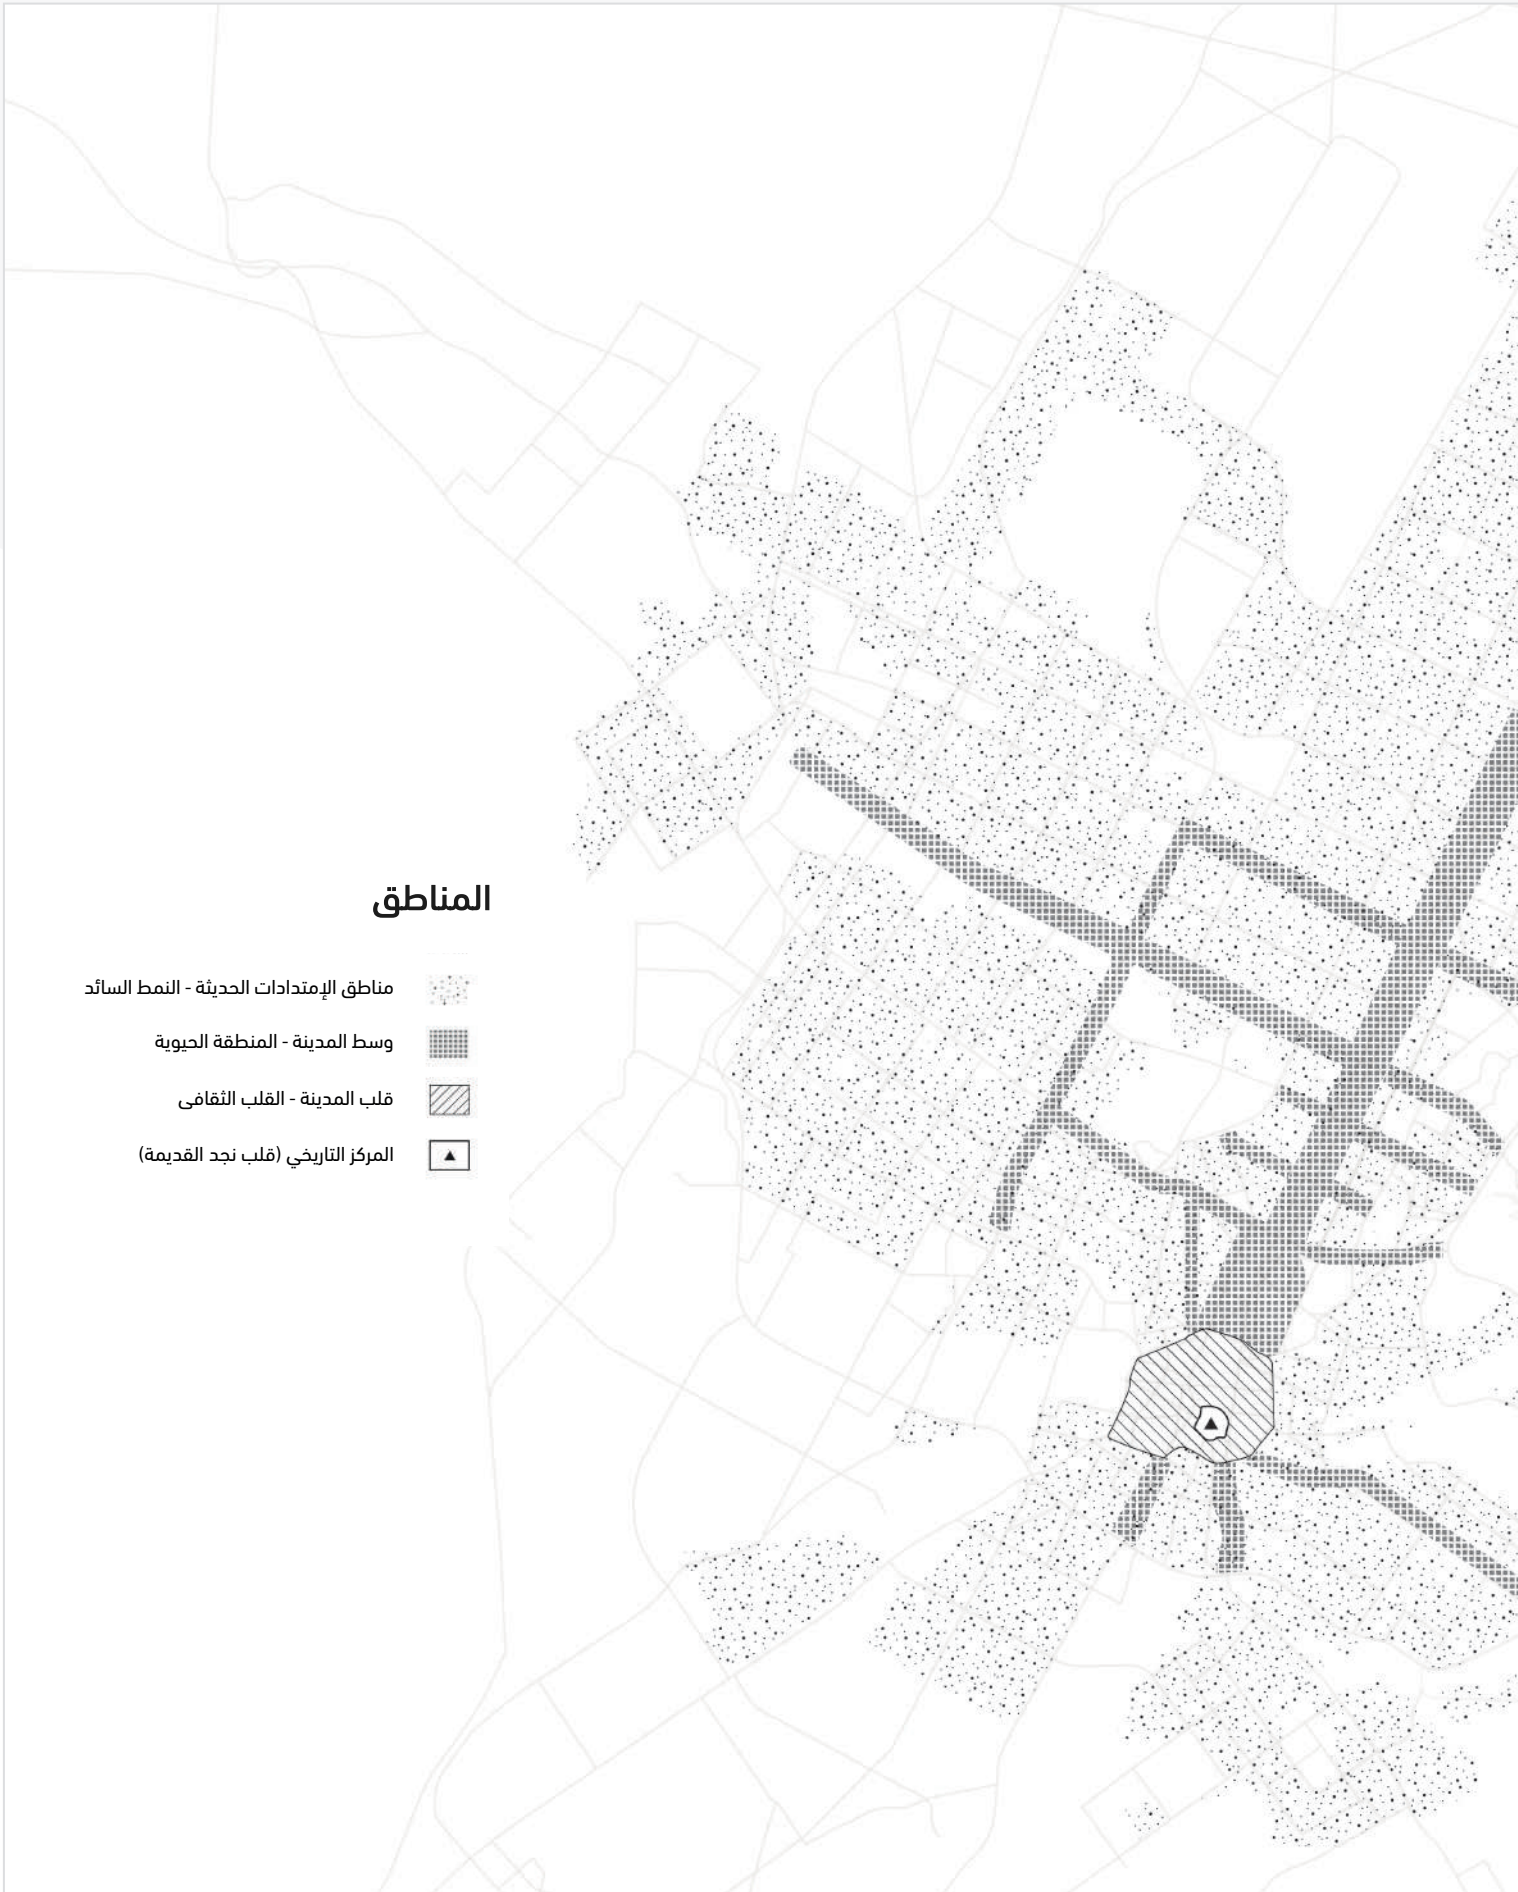 المناطق
مناطق الإمتدادات الحديثة - النمط السائد
وسط المدينة - المنطقة الحيوية
قلب المدينة - القلب الثقافى
المركز التاريخي (قلب نجد القديمة)